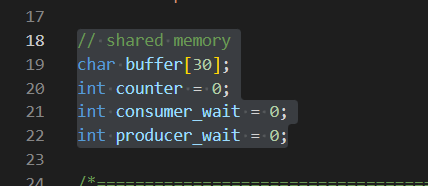 17
18 // shared memory
19 char buffer[30];
20 int counter = 0;
21 int consumer_wait = 0;
22 int producer_wait = 0;
23
24 /*=================================